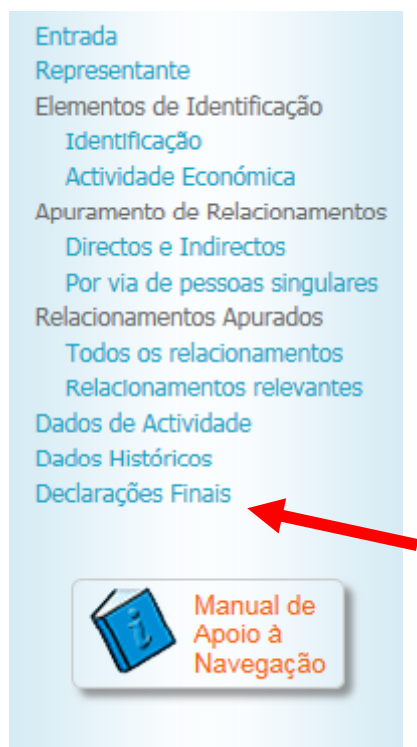 Entrada
Representante
Elementos de Identificação
Identificação
Actividade Económica
Apuramento de Relacionamentos
Directos e Indirectos
Por via de pessoas singulares
Relacionamentos Apurados
Todos os relacionamentos
Relacionamentos relevantes
Dados de Actividade
Dados Históricos
Declarações Finais
i
Manual de
Apoio à
Navegação